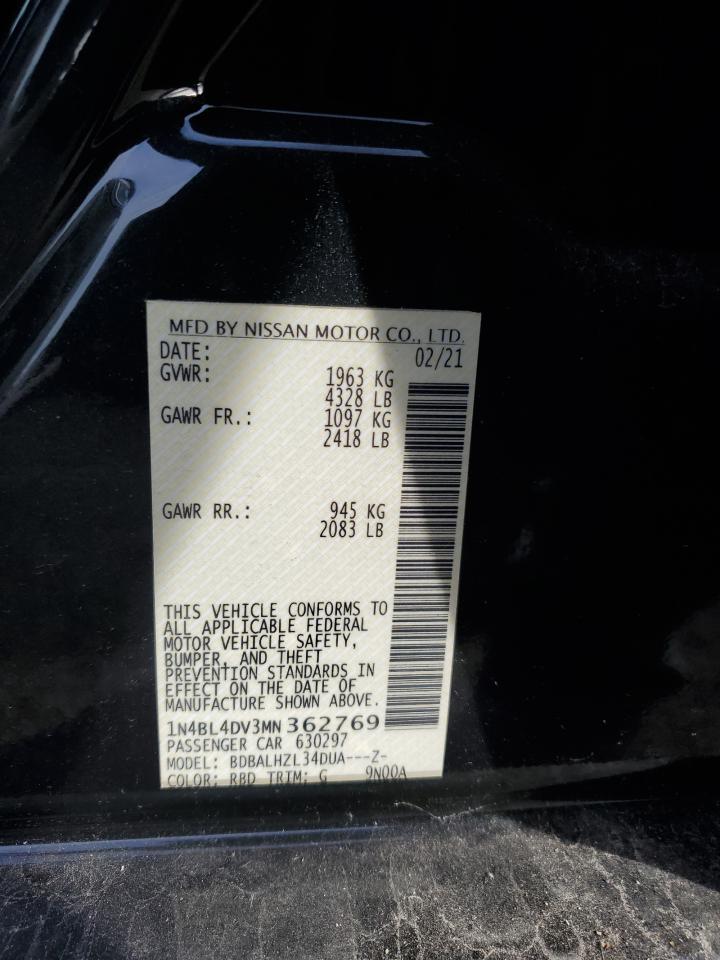 MFD BY NISSAN MOTOR CO., LTD.
DATE: 02/21
GVWR: 1963 KG
4328 LB
GAWR FR.: 1097 KG
2418 LB
GAWR RR.: 945 KG
2083 LB
THIS VEHICLE CONFORMS TO
ALL APPLICABLE FEDERAL
MOTOR VEHICLE SAFETY,
BUMPER, AND THEFT
PREVENTION STANDARDS IN
EFFECT ON THE DATE OF
MANUFACTURE SHOWN ABOVE.
1N4BL4DV3MN362769
PASSENGER CAR 630297
MODEL: BDBALHZL34DUA---Z-
COLOR: RBD TRIM: G 9N00A